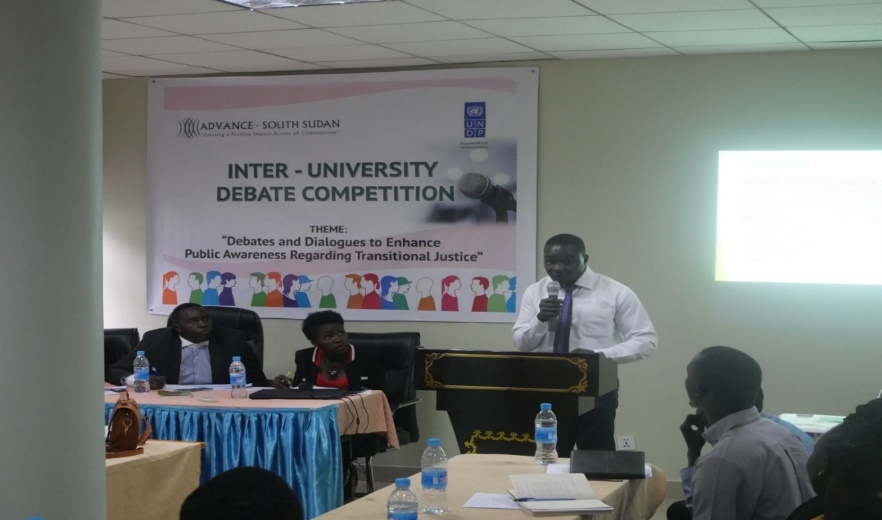 ADVANCE - SOUTH SUDAN
"Creating a Positive Impact Across all Communities"
U N
D P
INTER - UNIVERSITY
DEBATE COMPETITION
THEME:
"Debates and Dialogues to Enhance
Public Awareness Regarding Transitional Justice"